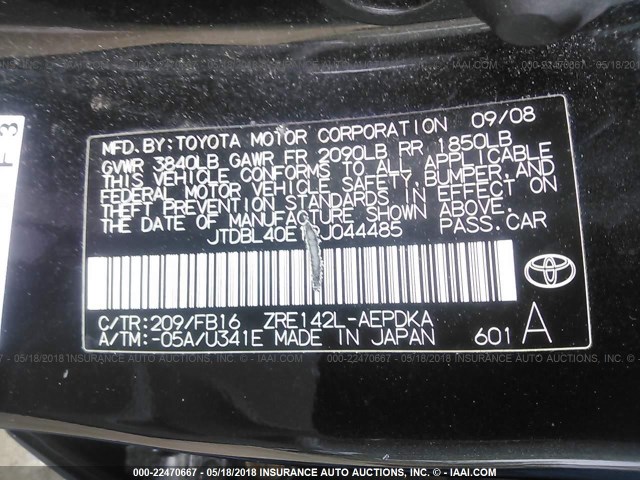 MFD.BY:TOYOTA MOTOR CORPORATION 09/08
GVWR 3840LB GAWR FR 2090LB RR 1850LB
THIS VEHICLE CONFORMS TO ALL APPLICABLE
FEDERAL MOTOR VEHICLE SAFETY, BUMPER, AND
THEFT PREVENTION STANDARDS IN EFFECT ON
THE DATE OF MANUFACTURE SHOWN ABOVE.
PASS.CAR
C/TR:209/FB16 ZRE142L-AEPDKA
A/TM:-05A/U341E MADE IN JAPAN 601 A
000-22470667 - 05/18/2018 INSURANCE AUTO AUCTIONS - WWW.IAAI.COM